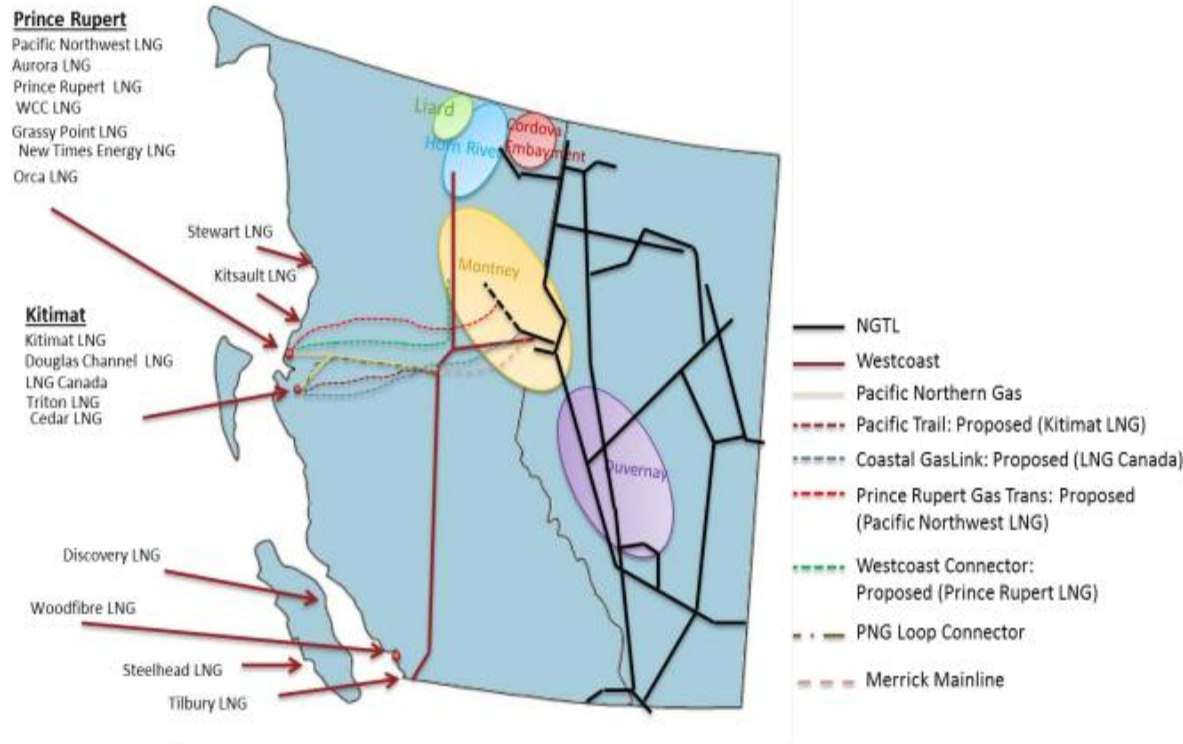 Prince Rupert
Pacific Northwest LNG
Aurora LNG
Prince Rupert LNG
WCC LNG
Grassy Point LNG
New Times Energy LNG
Orca LNG
Stewart LNG
Kitsault LNG
Kitimat
Kitimat LNG
Douglas Channel LNG
LNG Canada
Triton LNG
Cedar LNG
Discovery LNG
Woodfibre LNG
Steelhead LNG
Tilbury LNG
Liard
Horn River
Cordova
Embayment
Montney
Duvernay
NGTL
Westcoast
Pacific Northern Gas
Pacific Trail: Proposed (Kitimat LNG)
Coastal GasLink: Proposed (LNG Canada)
Prince Rupert Gas Trans: Proposed
(Pacific Northwest LNG)
Westcoast Connector:
Proposed (Prince Rupert LNG)
PNG Loop Connector
Merrick Mainline